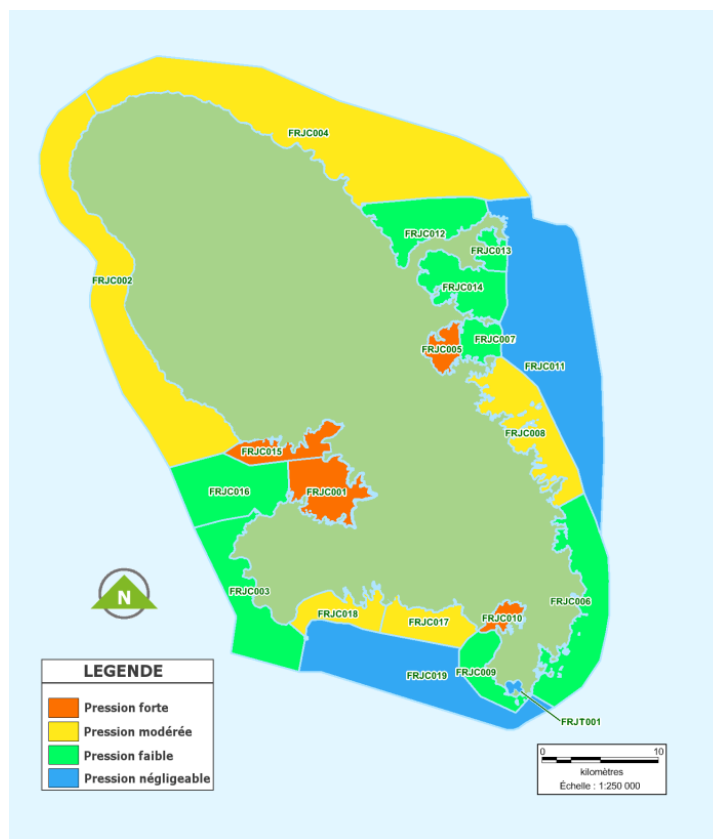 FRJC004
FRJC012
FRJC013
FRJC002
FRJC014
FRJC007
FRJC005
FRJC011
FRJC008
FRJC015
FRJC016
FRJC001
N
FRJC003
FRJC006
FRJC018
FRJC010
FRJC017
FRJC019
FRJC009
FRJT001
LEGENDE
Pression forte
Pression modérée
Pression faible
Pression négligeable
0 10
kilomètres
Échelle : 1:250 000